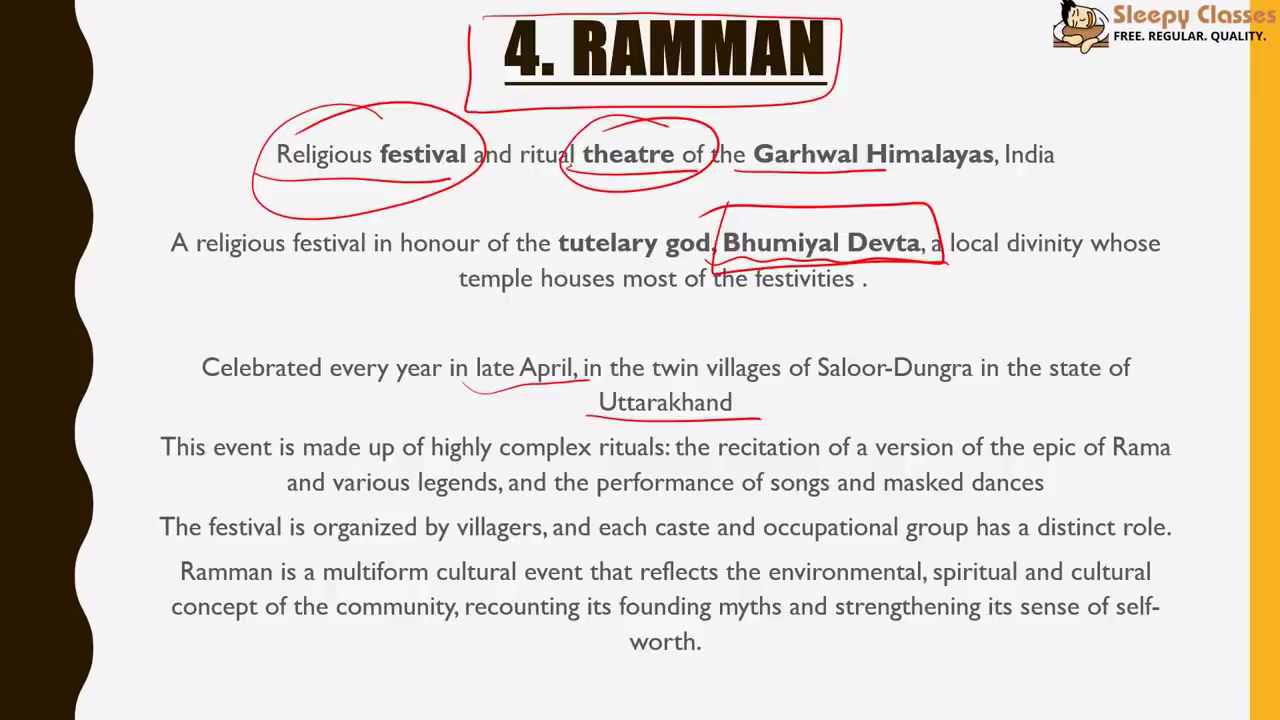 Sleepy Classes
FREE. REGULAR. QUALITY.
4. RAMMAN
Religious festival and ritual theatre of the Garhwal Himalayas, India
A religious festival in honour of the tutelary god, Bhumiyal Devta, a local divinity whose
temple houses most of the festivities .
Celebrated every year in late April, in the twin villages of Saloor-Dungra in the state of
Uttarakhand
This event is made up of highly complex rituals: the recitation of a version of the epic of Rama
and various legends, and the performance of songs and masked dances
The festival is organized by villagers, and each caste and occupational group has a distinct role.
Ramman is a multiform cultural event that reflects the environmental, spiritual and cultural
concept of the community, recounting its founding myths and strengthening its sense of self-
worth.